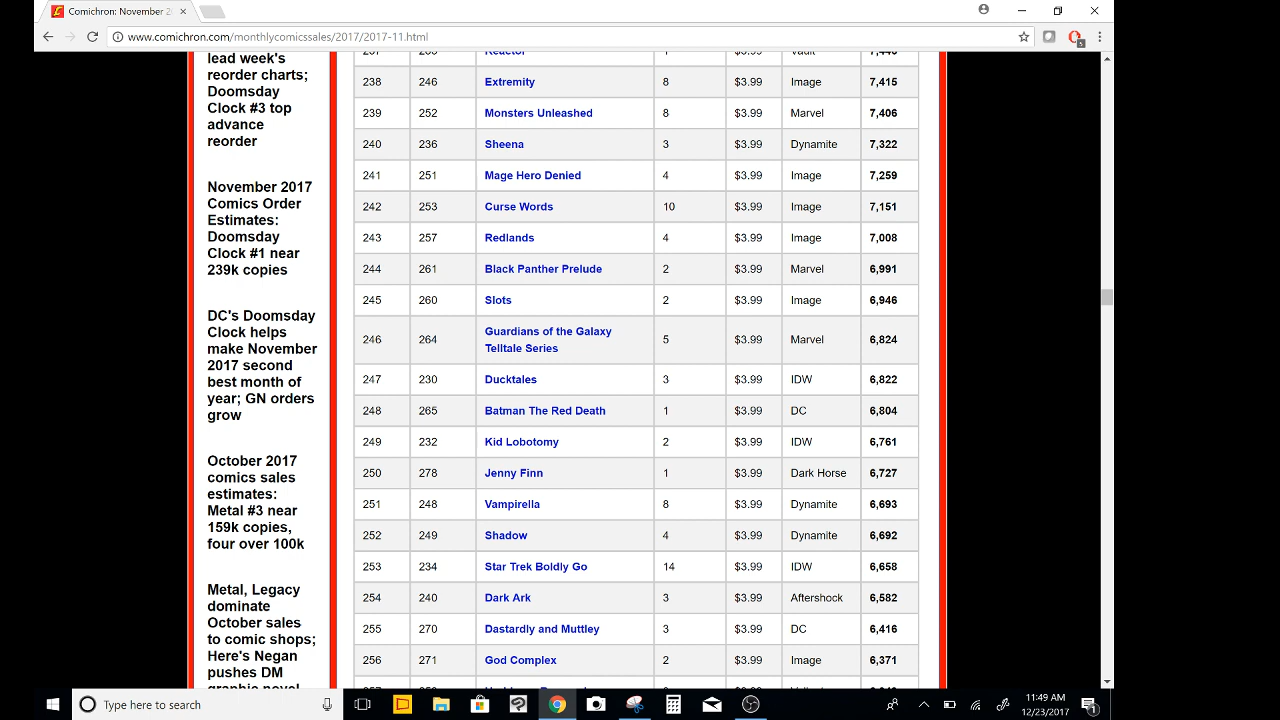 Comichron: November 2
www.comichron.com/monthlycomicssales/2017/2017-11.html
5
lead week's
reorder charts;
Doomsday
Clock #3 top
advance
reorder
November 2017
Comics Order
Estimates:
Doomsday
Clock #1 near
239k copies
DC's Doomsday
Clock helps
make November
2017 second
best month of
year; GN orders
grow
October 2017
comics sales
estimates:
Metal #3 near
159k copies,
four over 100k
Metal, Legacy
dominate
October sales
to comic shops;
Here's Negan
pushes DM
graphic novel
Reactor Vault
238 246 Extremity 8 $3.99 Image 7,415
239 252 Monsters Unleashed 8 $3.99 Marvel 7,406
240 236 Sheena 3 $3.99 Dynamite 7,322
241 251 Mage Hero Denied 4 $3.99 Image 7,259
242 253 Curse Words 10 $3.99 Image 7,151
243 257 Redlands 4 $3.99 Image 7,008
244 261 Black Panther Prelude 2 $3.99 Marvel 6,991
245 260 Slots 2 $3.99 Image 6,946
246 264 Guardians of the Galaxy
Telltale Series 5 $3.99 Marvel 6,824
247 230 Ducktales 3 $3.99 IDW 6,822
248 265 Batman The Red Death 1 $3.99 DC 6,804
249 232 Kid Lobotomy 2 $3.99 IDW 6,761
250 278 Jenny Finn 1 $3.99 Dark Horse 6,727
251 248 Vampirella 8 $3.99 Dynamite 6,693
252 249 Shadow 4 $3.99 Dynamite 6,692
253 234 Star Trek Boldly Go 14 $3.99 IDW 6,658
254 240 Dark Ark 3 $3.99 Aftershock 6,582
255 270 Dastardly and Muttley 3 $3.99 DC 6,416
256 271 God Complex 2 $3.99 Image 6,371
Type here to search
11:49 AM
12/23/2017
1